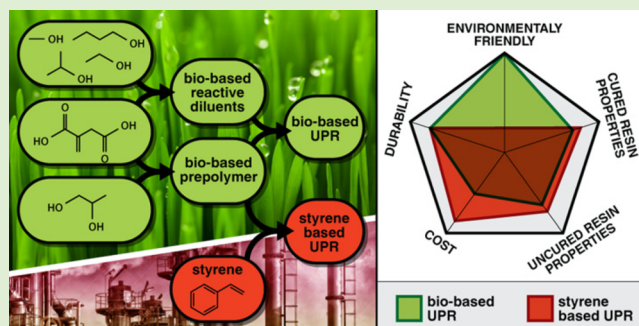 OH
OH
OH
OH
O
HO
OH
O
HO
OH
bio-based
reactive
diluents
bio-based
prepolymer
bio-based
UPR
styrene
based
UPR
styrene
ENVIRONMENTALY
FRIENDLY
CURED RESIN
PROPERTIES
UNCURED RESIN
PROPERTIES
COST
DURABILITY
bio-based
UPR
styrene
based UPR